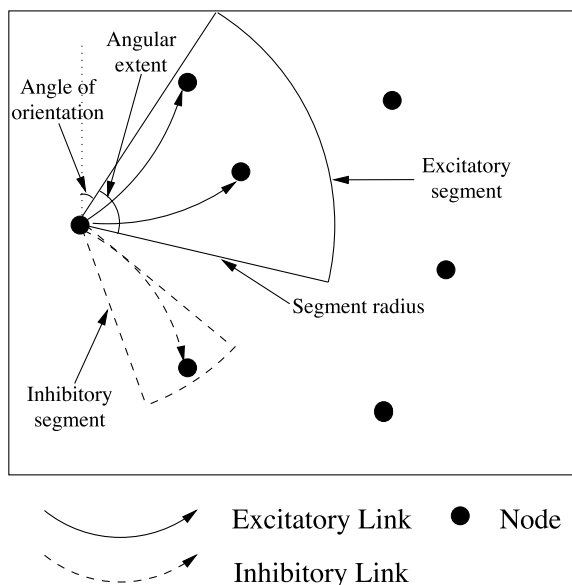 Angular
extent
Angle of
orientation
Excitatory
segment
Segment radius
Inhibitory
segment
Excitatory Link
Node
Inhibitory Link